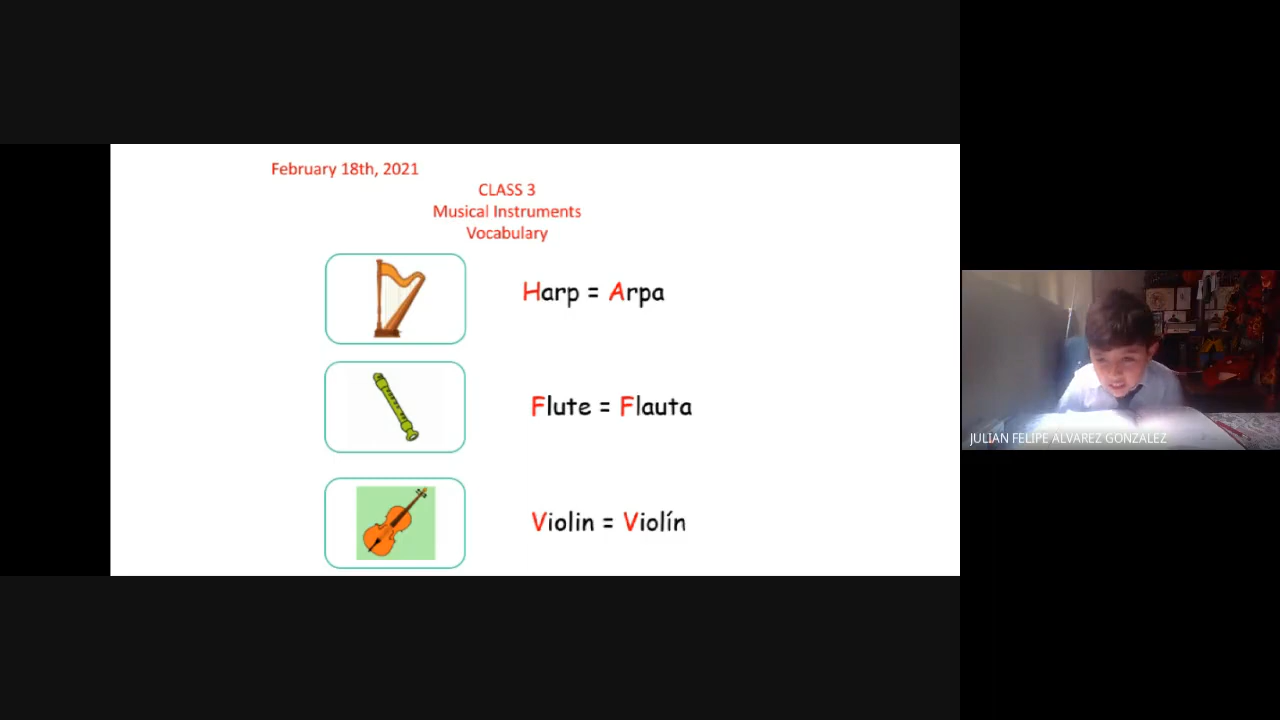 February 18th, 2021
CLASS 3
Musical Instruments
Vocabulary
Harp = Arpa
Flute = Flauta
Violin = Violín
JULIAN FELIPE ALVAREZ GONZALEZ